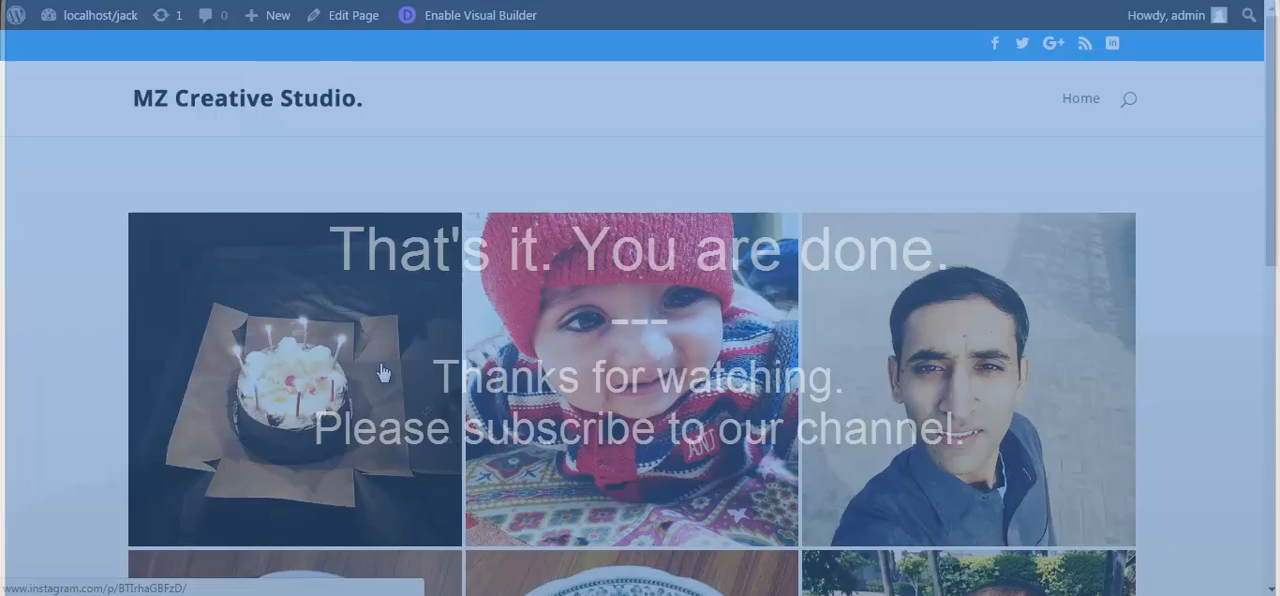 localhost/jack 1 0 New Edit Page Enable Visual Builder Howdy, admin
MZ Creative Studio.
Home
That's it. You are done.
---
Thanks for watching.
Please subscribe to our channel.
www.instagram.com/p/BTIrhaGBFzD/